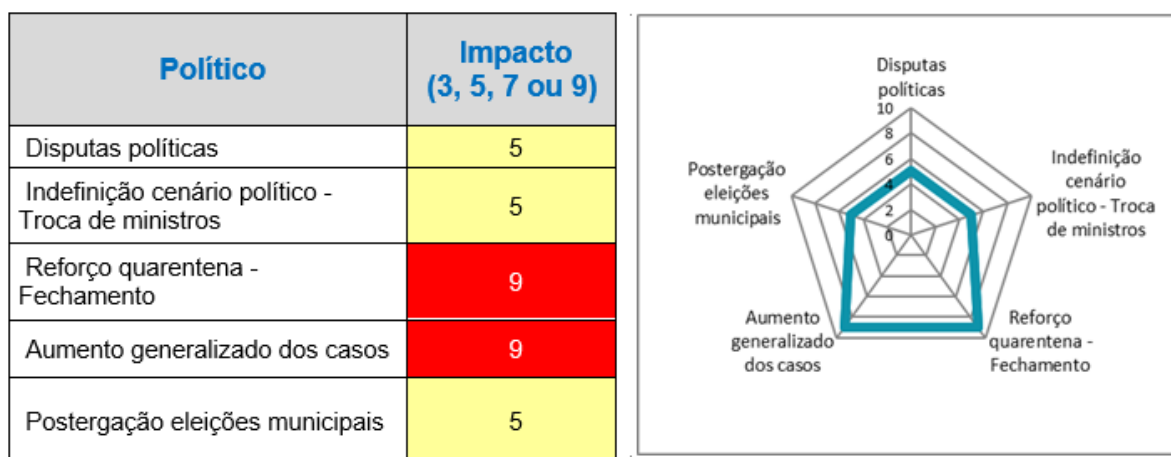 Político
Impacto
(3, 5, 7 ou 9)
Disputas políticas
5
Indefinição cenário político -
Troca de ministros
5
Reforço quarentena -
Fechamento
9
Aumento generalizado dos casos
9
Postergação eleições municipais
5
Disputas
políticas
10
8
6
4
2
0
Indefinição
cenário
político - Troca
de ministros
Reforço
quarentena -
Fechamento
Aumento
generalizado
dos casos
Postergação
eleições
municipais